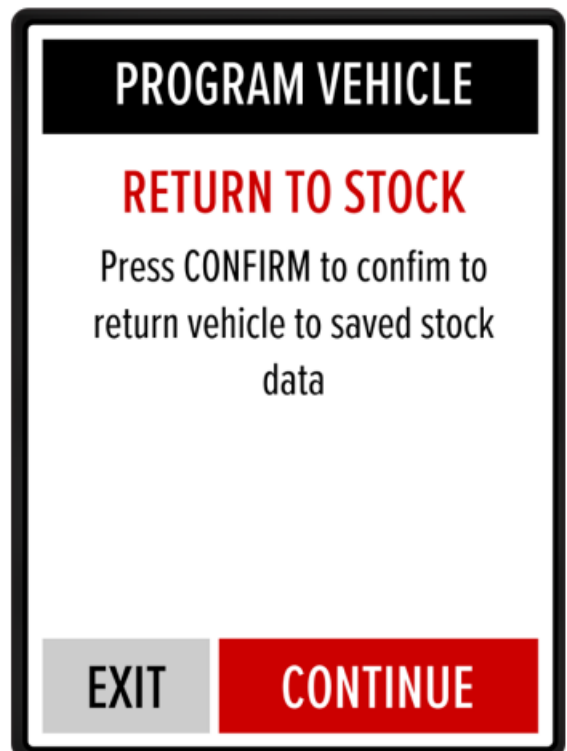 PROGRAM VEHICLE
RETURN TO STOCK
Press CONFIRM to confim to
return vehicle to saved stock
data
EXIT
CONTINUE